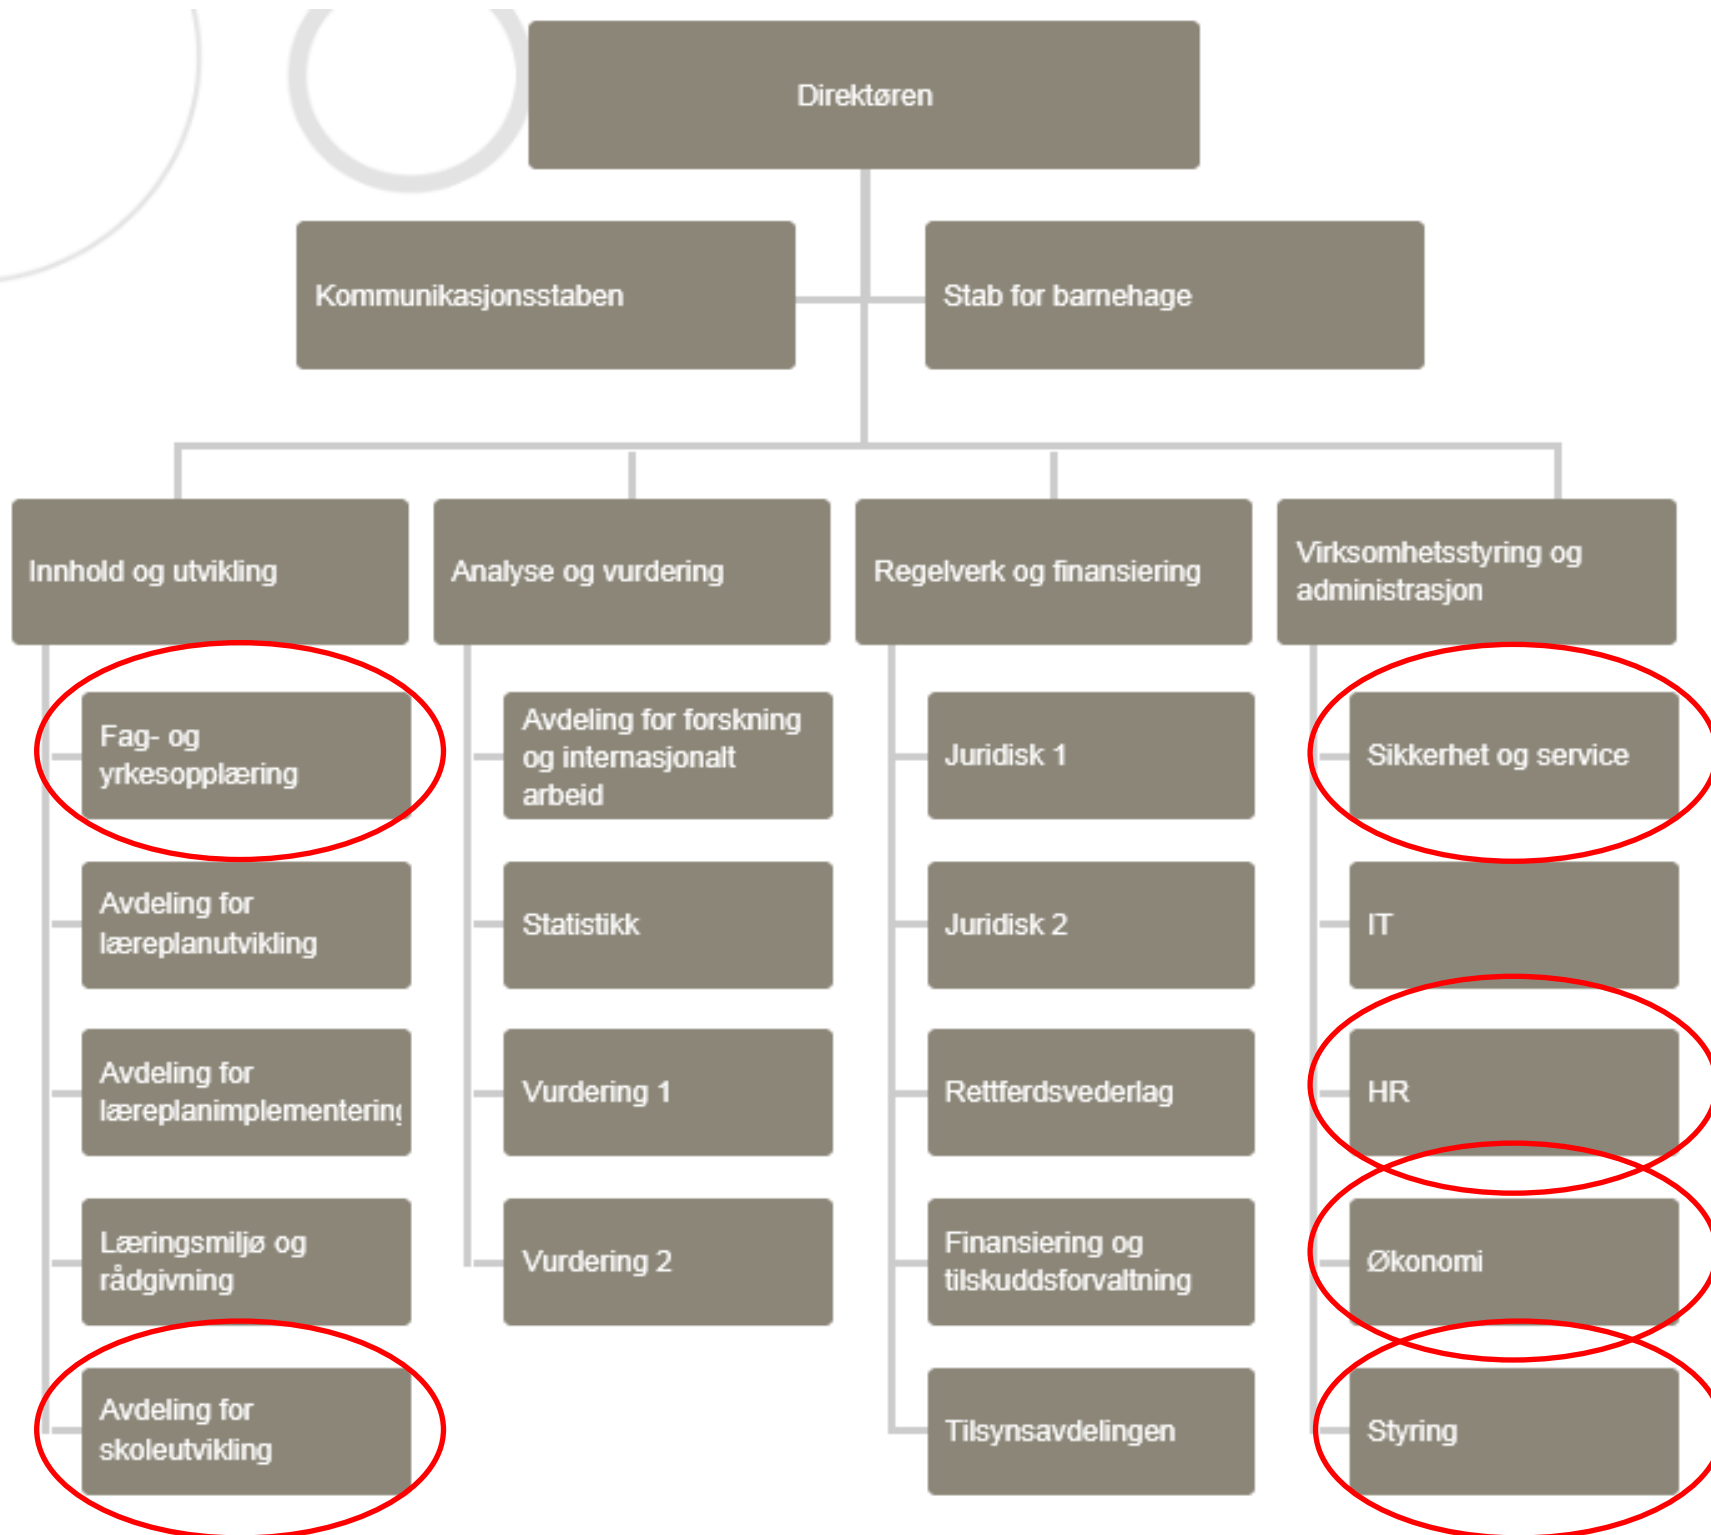 Direktøren
Kommunikasjonsstaben
Stab for barnehage
Innhold og utvikling
Analyse og vurdering
Regelverk og finansiering
Virksomhetsstyring og
administrasjon
Fag- og
yrkesopplæring
Avdeling for
læreplanutvikling
Avdeling for
læreplanimplementering
Læringsmiljø og
rådgivning
Avdeling for
skoleutvikling
Avdeling for forskning
og internasjonalt
arbeid
Statistikk
Vurdering 1
Vurdering 2
Juridisk 1
Juridisk 2
Rettferdsvederlag
Finansiering og
tilskuddsforvaltning
Tilsynsavdelingen
Sikkerhet og service
IT
HR
Økonomi
Styring